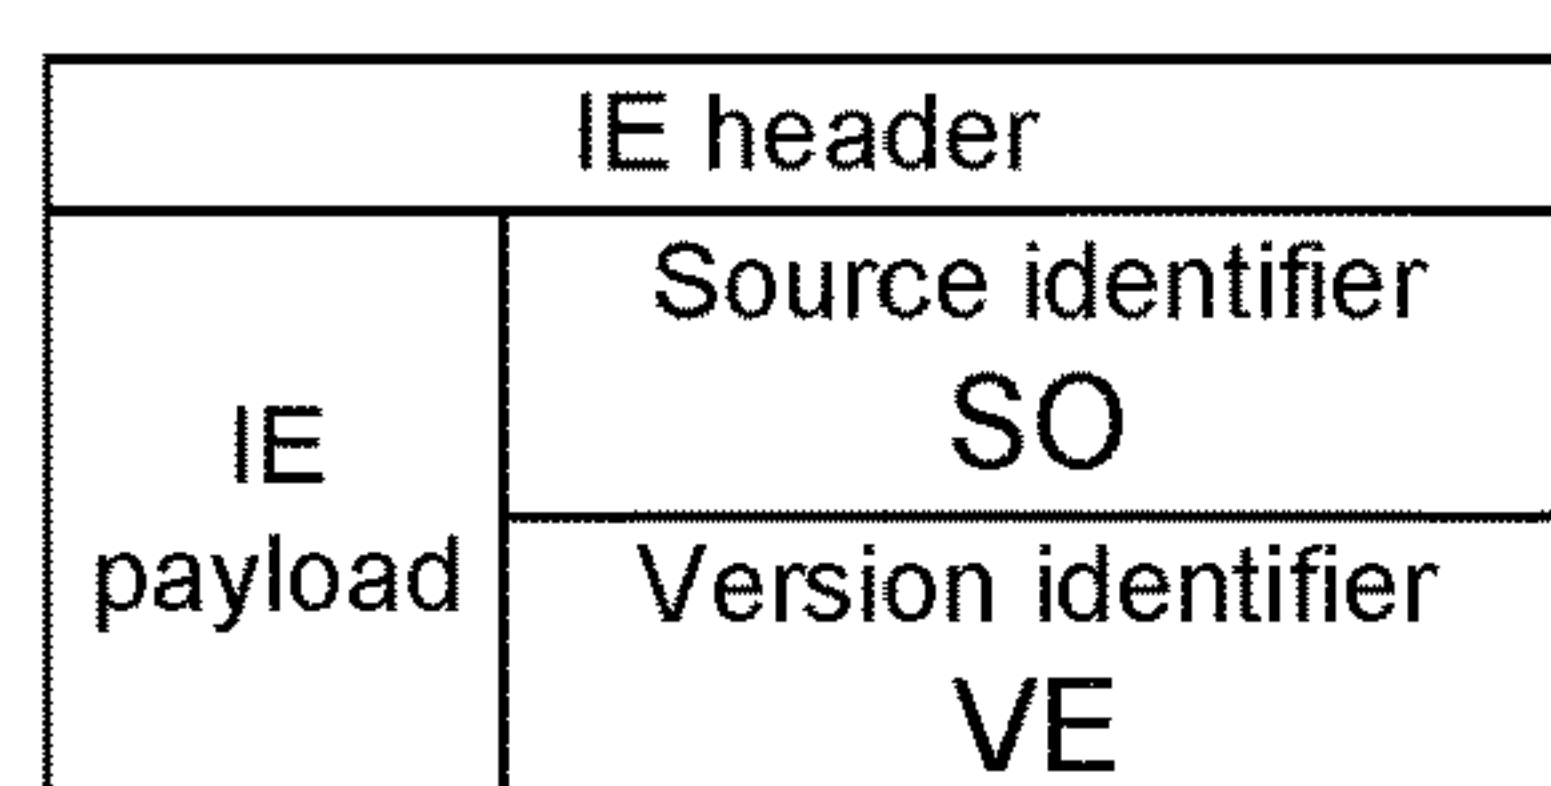 IE header
IE
payload
Source identifier
SO
Version identifier
VE